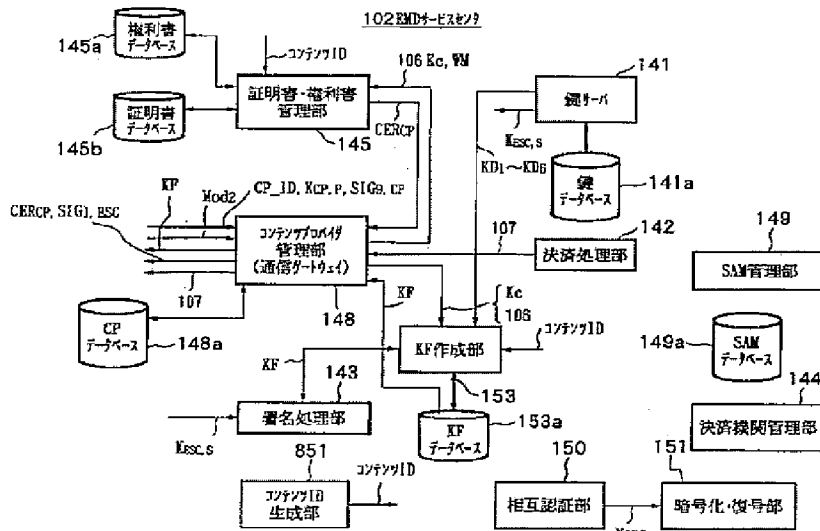 102 EMDサービスセンタ
権利書
データベース
145a
コンテンツID
証明書
データベース
145b
証明書・権利書
管理部
145
106 Kc, WM
CERCP
鍵サーバ
141
KESC,S
KD1~KD6
鍵
データベース
141a
CERCP, SIG1, ESC
KF
Mod2
CP_ID, KCP,P, SIG9,CP
コンテンツプロバイダ
管理部
(通信ゲートウェイ)
148
107
107
決済処理部
142
149
SAM管理部
CP
データベース
148a
KF
Kc
106
KF作成部
153
コンテンツID
149a
SAM
データベース
KF
143
署名処理部
KESC,S
KF
データベース
153a
144
決済機関管理部
851
コンテンツID
生成部
コンテンツID
150
相互認証部
151
暗号化・復号部